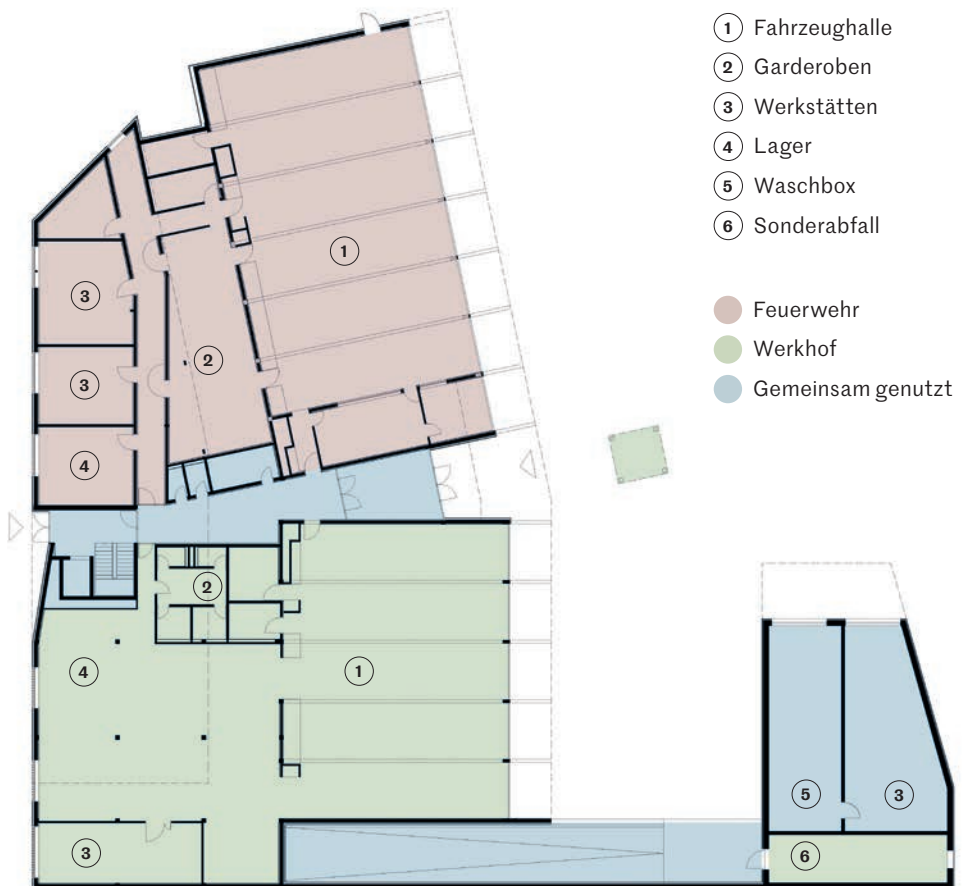 1 Fahrzeughalle
2 Garderoben
3 Werkstätten
4 Lager
5 Waschbox
6 Sonderabfall
Feuerwehr
Werkhof
Gemeinsam genutzt
1
3
2
3
4
2
4
1
5
3
3
6